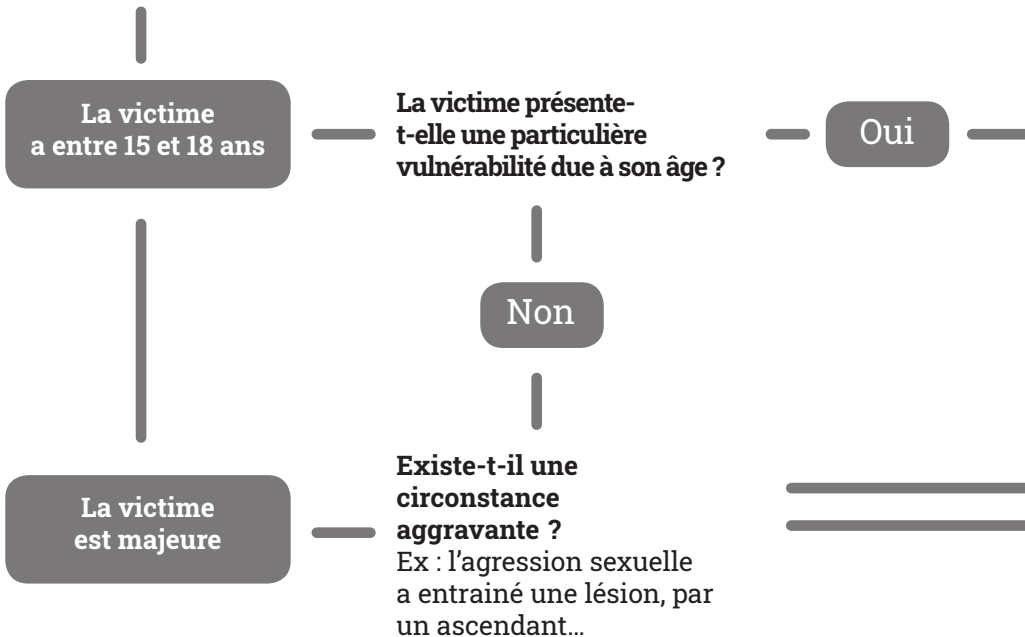 La victime
a entre 15 et 18 ans
La victime présente-
t-elle une particulière
vulnérabilité due à son âge ?
Oui
Non
La victime
est majeure
Existe-t-il une
circonstance
aggravante ?
Ex : l'agression sexuelle
a entrainé une lésion, par
un ascendant...